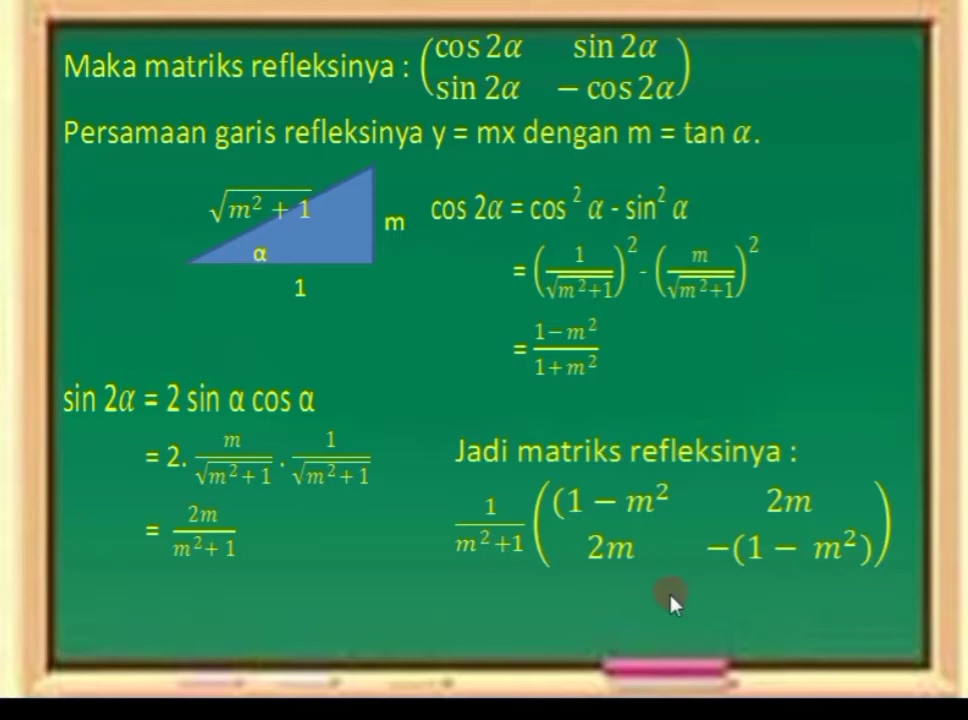 Maka matriks refleksinya : (cos 2α sin 2α
sin 2α − cos 2α)
Persamaan garis refleksinya y = mx dengan m = tan α.
√(m² + 1)
m
α
1
cos 2α = cos ² α - sin² α
= (1/√(m²+1))² - (m/√(m²+1))²
= (1−m²)/(1+m²)
sin 2α = 2 sin α cos α
= 2. m/√(m²+1) . 1/√(m²+1)
= 2m/(m²+1)
Jadi matriks refleksinya :
1/(m²+1) ((1 − m² 2m
2m −(1 − m²))